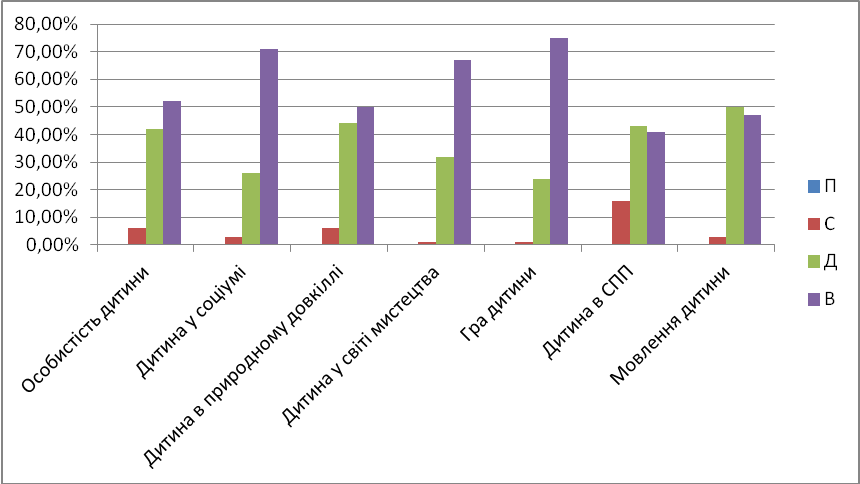 80,00%
70,00%
60,00%
50,00%
40,00%
30,00%
20,00%
10,00%
0,00%
Особистість дитини
Дитина у соціумі
Дитина в природному довкіллі
Дитина у світі мистецтва
Гра дитини
Дитина в СПП
Мовлення дитини
П
С
Д
В